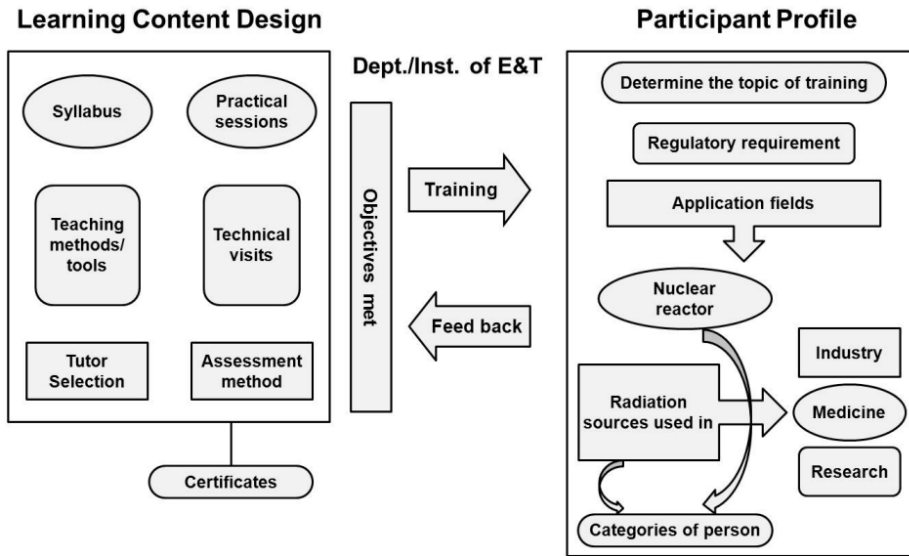 Learning Content Design
Participant Profile
Dept./Inst. of E&T
Syllabus
Practical
sessions
Teaching
methods/
tools
Technical
visits
Tutor
Selection
Assessment
method
Certificates
Objectives met
Training
Feed back
Determine the topic of training
Regulatory requirement
Application fields
Nuclear
reactor
Radiation
sources used in
Industry
Medicine
Research
Categories of person